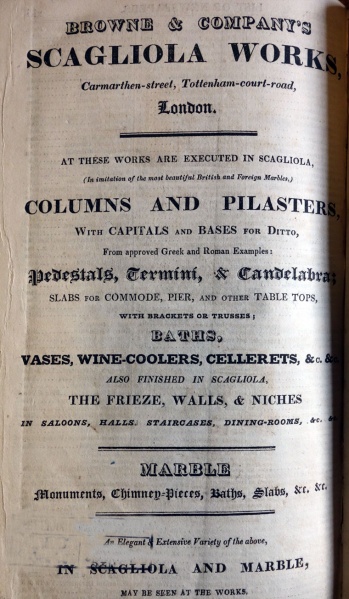 BROWNE & COMPANY'S
SCAGLIOLA WORKS,
Carmarthen-street, Tottenham-court-road,
London.
AT THESE WORKS ARE EXECUTED IN SCAGLIOLA,
(In imitation of the most beautiful British and Foreign Marbles,)
COLUMNS AND PILASTERS,
With CAPITALS and BASES for Ditto,
From approved Greek and Roman Examples:
Pedestals, Termini, & Candelabra;
SLABS FOR COMMODE, PIER, AND OTHER TABLE TOPS,
WITH BRACKETS OR TRUSSES;
BATHS,
VASES, WINE-COOLERS, CELLERETS, &c. &c.
ALSO FINISHED IN SCAGLIOLA,
THE FRIEZE, WALLS, & NICHES
IN SALOONS, HALLS, STAIRCASES, DINING-ROOMS, &c. &c.
MARBLE
Monuments, Chimney-Pieces, Baths, Slabs, &c. &c.
An Elegant & Extensive Variety of the above,
IN SCAGLIOLA AND MARBLE,
MAY BE SEEN AT THE WORKS.